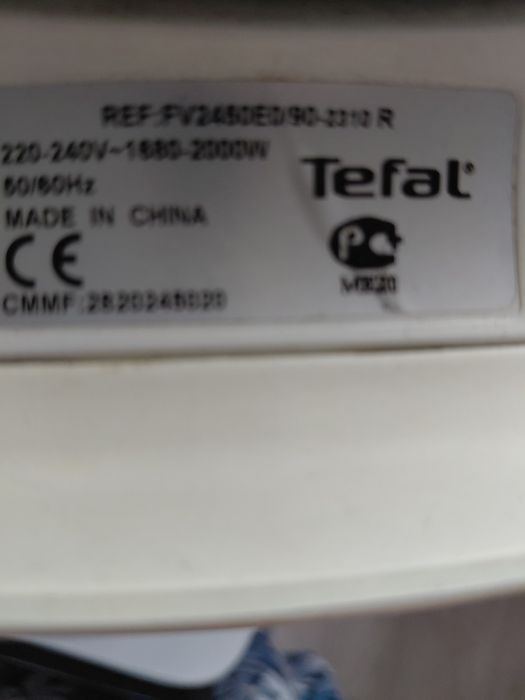 REF:FV2450E0/90-2310 R
220-240V~1680-2000W
50/60Hz
Tefal
MADE IN CHINA
CE
CMMF:2820245020